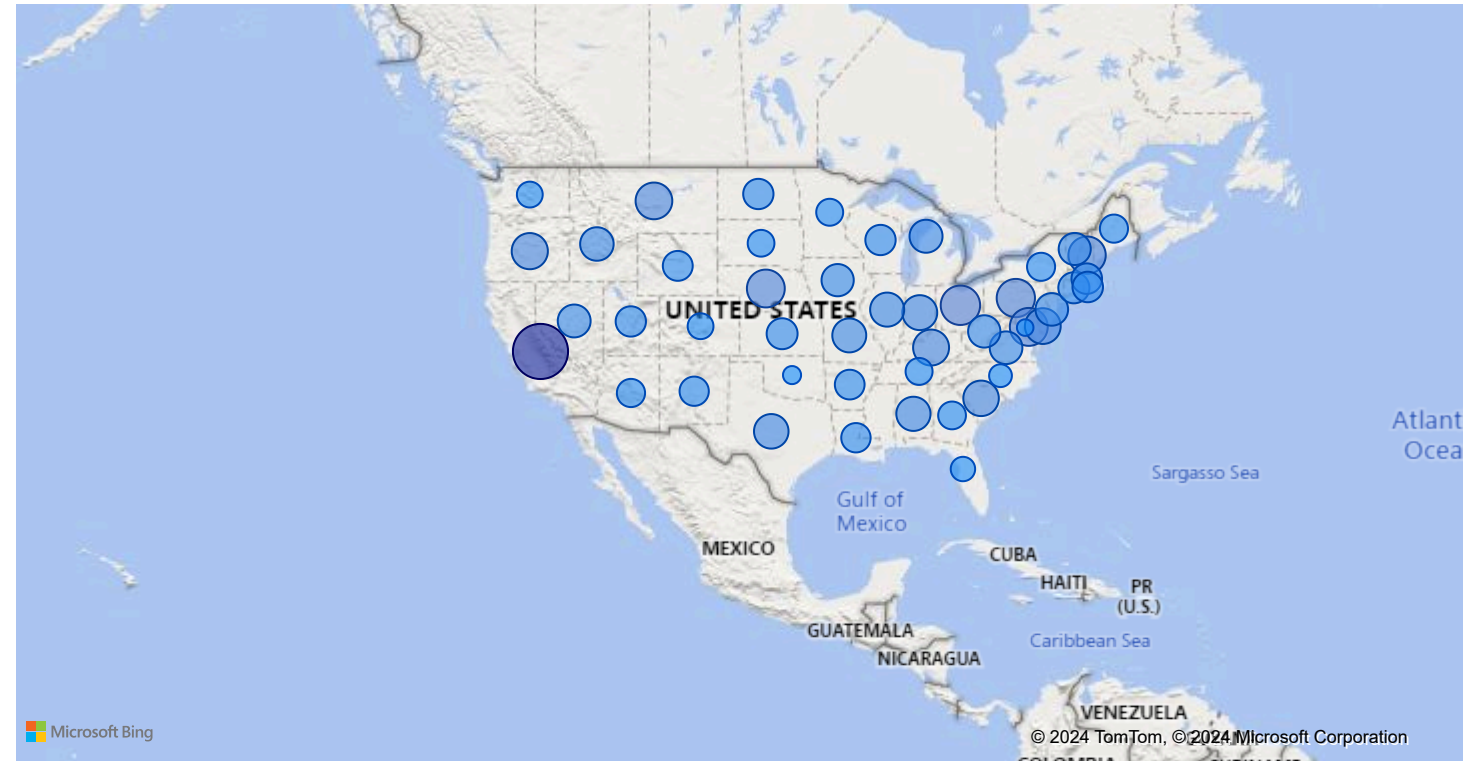 UNITED STATES
Atlant
Ocea
Sargasso Sea
Gulf of
Mexico
MEXICO
CUBA
HAITI
PR
(U.S.)
GUATEMALA
Caribbean Sea
NICARAGUA
VENEZUELA
Microsoft Bing
© 2024 TomTom, © 2024 Microsoft Corporation